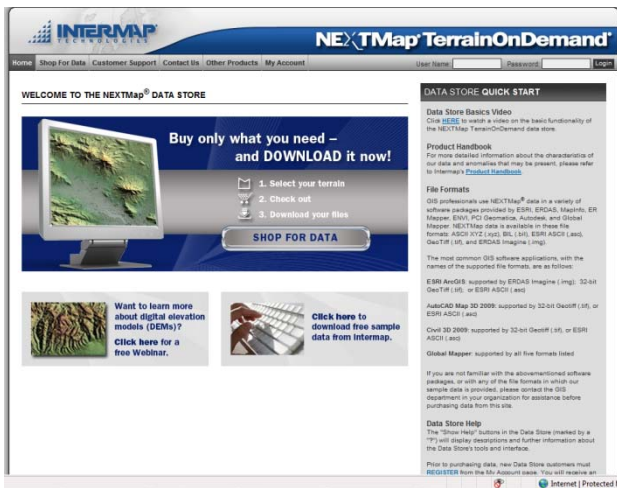 INTERMAP
TECHNOLOGIES
NEXTMap® TerrainOnDemand®
Home Shop For Data Customer Support Contact Us Other Products My Account
User Name: Password: Login
WELCOME TO THE NEXTMap® DATA STORE
Buy only what you need –
and DOWNLOAD it now!
1. Select your terrain
2. Check out
3. Download your files
SHOP FOR DATA
Want to learn more
about digital elevation
models (DEMs)?
Click here for a
free Webinar.
Click here to
download free sample
data from Intermap.
DATA STORE QUICK START
Data Store Basics Video
Click HERE to watch a video on the basic functionality of
the NEXTMap TerrainOnDemand data store.
Product Handbook
For more detailed information about the characteristics of
our data and anomalies that may be present, please refer
to Intermap's Product Handbook.
File Formats
GIS professionals use NEXTMap® data in a variety of
software packages provided by ESRI, ERDAS, MapInfo, ER
Mapper, ENVI, PCI Geomatica, Autodesk, and Global
Mapper. NEXTMap data is available in these file
formats: ASCII XYZ (.xyz), BIL (.bil), ESRI ASCII (.asc),
GeoTiff (.tif), and ERDAS Imagine (.img).
The most common GIS software applications, with the
names of the supported file formats, are as follows:
ESRI ArcGIS: supported by ERDAS Imagine (.img); 32-bit
GeoTiff (.tif); or ESRI ASCII (.asc)
AutoCAD Map 3D 2009: supported by 32-bit Geotiff (.tif), or
ESRI ASCII (.asc)
Civil 3D 2009: supported by 32-bit Geotiff (.tif), or ESRI
ASCII (.asc)
Global Mapper: supported by all five formats listed
If you are not familiar with the abovementioned software
packages, or with any of the file formats in which our
sample data is provided, please contact the GIS
department in your organization for assistance before
purchasing data from this site.
Data Store Help
The "Show Help" buttons in the Data Store (marked by a
"?") will display descriptions and further information about
the Data Store's tools and interface.
Prior to purchasing data, new Data Store customers must
REGISTER from the My Account page. You will receive an
Internet | Protected